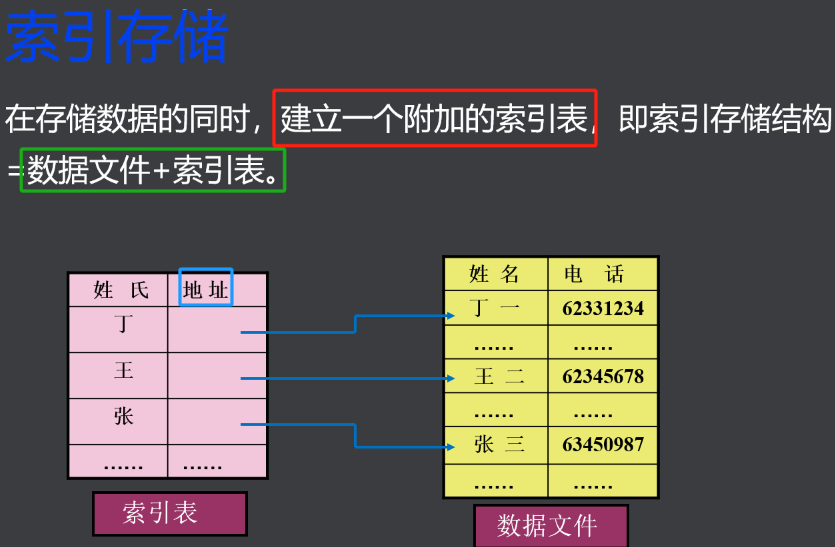 索引存储
在存储数据的同时，建立一个附加的索引表，即索引存储结构
=数据文件+索引表。
姓 氏 地 址
丁
王
张
…… ……
索引表
姓 名 电 话
丁 一 62331234
…… ……
王 二 62345678
…… ……
张 三 63450987
…… ……
数据文件